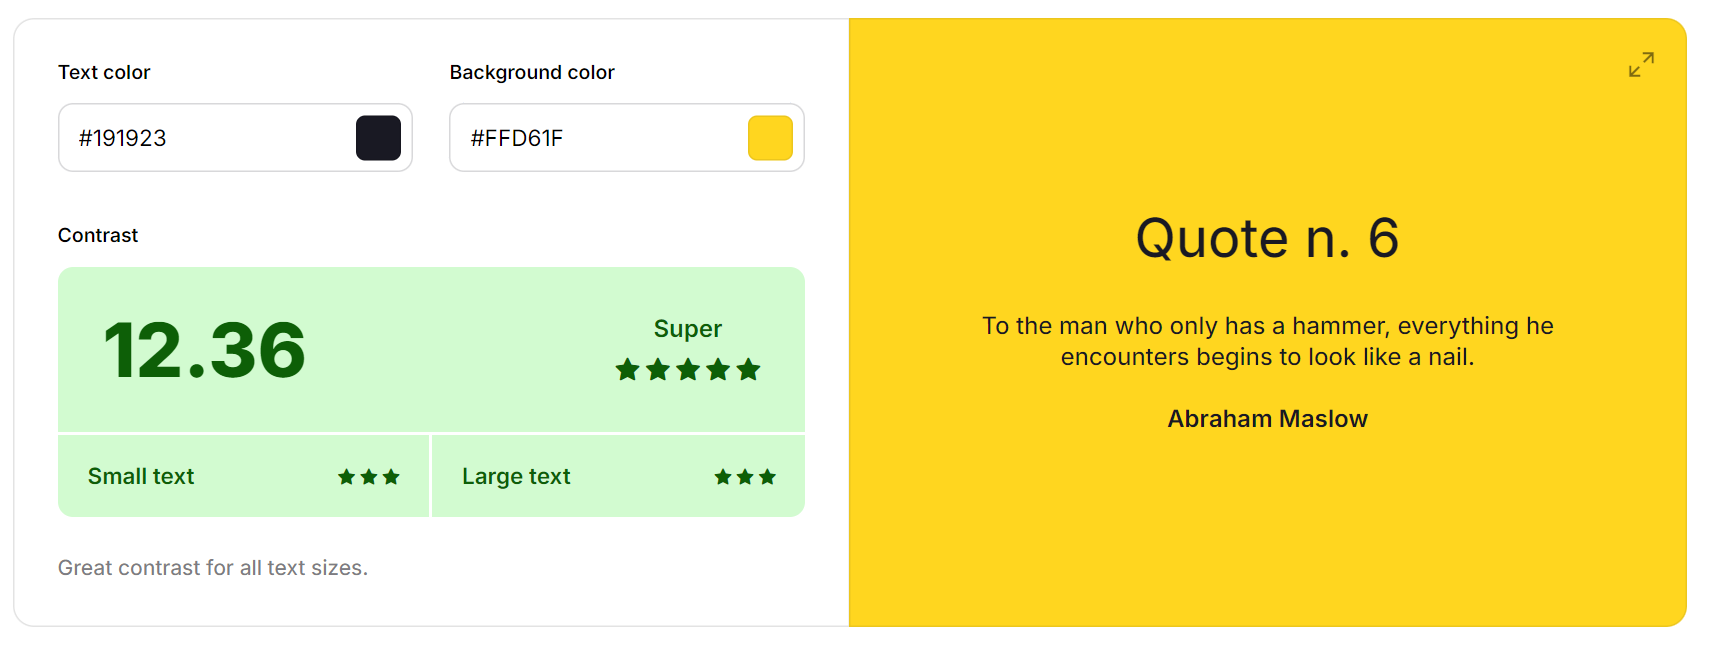 Text color
#191923
Background color
#FFD61F
Contrast
12.36
Super
Small text
Large text
Great contrast for all text sizes.
Quote n. 6
To the man who only has a hammer, everything he
encounters begins to look like a nail.
Abraham Maslow